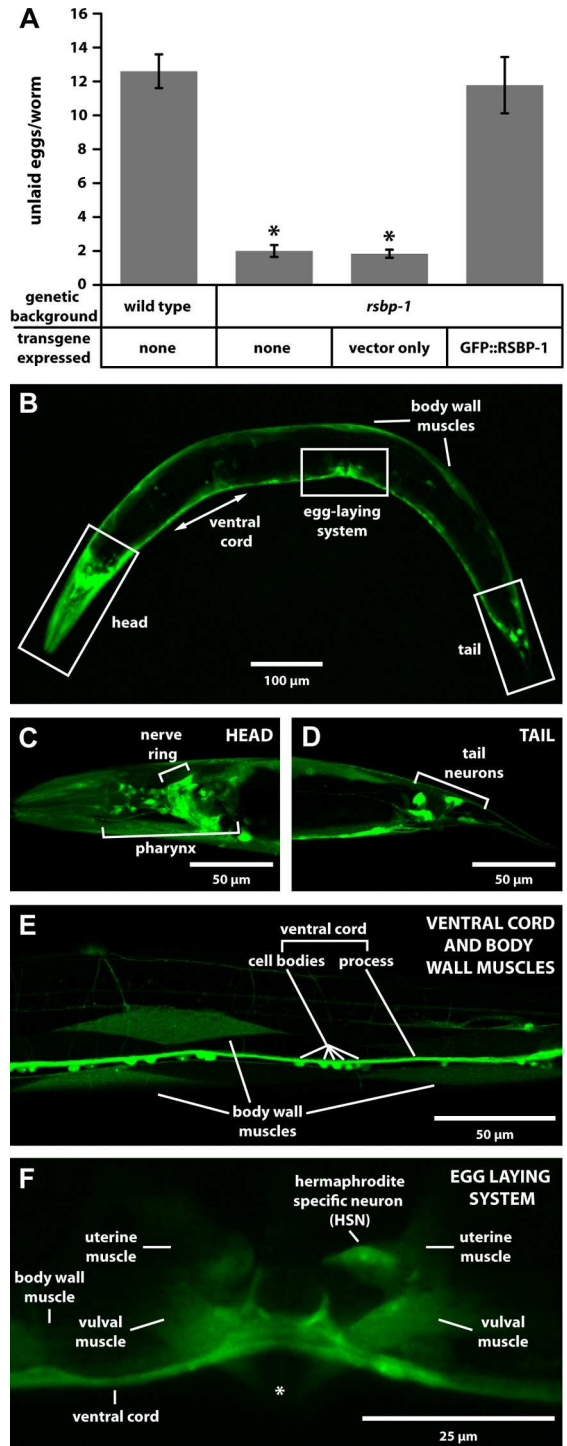 A
16
14
12
10
8
6
4
2
0
unlaid eggs/worm
*
*
genetic background
wild type
rsbp-1
transgene expressed
none
none
vector only
GFP::RSBP-1
B
body wall
muscles
ventral
cord
egg-laying
system
head
tail
100 µm
C
HEAD
nerve
ring
pharynx
50 µm
D
TAIL
tail
neurons
50 µm
E
VENTRAL CORD
AND BODY
WALL MUSCLES
ventral cord
cell bodies
process
body wall
muscles
50 µm
F
EGG LAYING
SYSTEM
hermaphrodite
specific neuron
(HSN)
uterine
muscle
uterine
muscle
body wall
muscle
vulval
muscle
vulval
muscle
*
ventral cord
25 µm